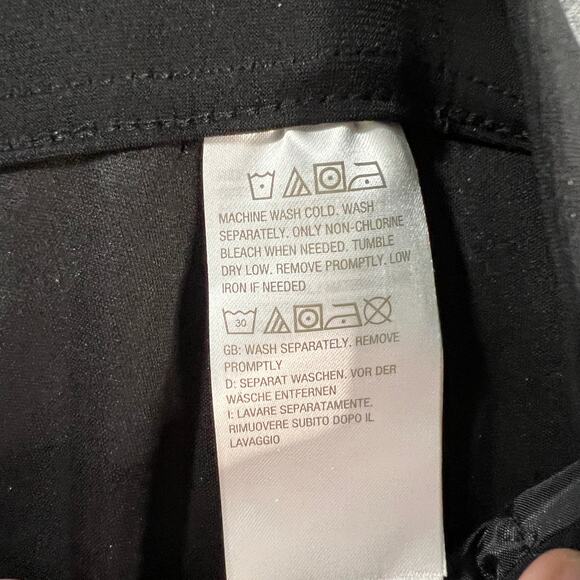 MACHINE WASH COLD. WASH
SEPARATELY. ONLY NON-CHLORINE
BLEACH WHEN NEEDED. TUMBLE
DRY LOW. REMOVE PROMPTLY. LOW
IRON IF NEEDED
30
GB: WASH SEPARATELY. REMOVE
PROMPTLY
D: SEPARAT WASCHEN. VOR DER
WÄSCHE ENTFERNEN
I: LAVARE SEPARATAMENTE.
RIMUOVERE SUBITO DOPO IL
LAVAGGIO